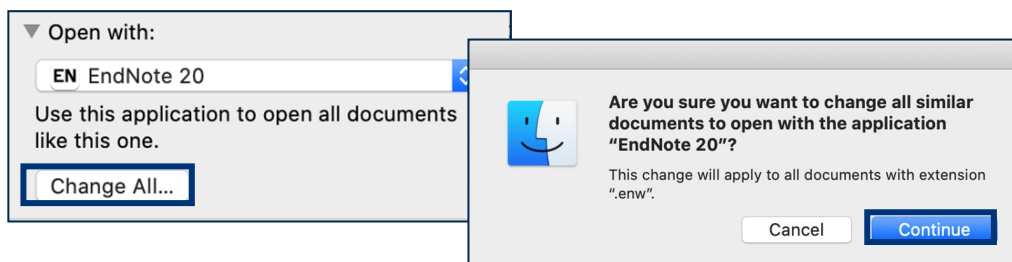 Open with:
EN EndNote 20
Use this application to open all documents
like this one.
Change All...
Are you sure you want to change all similar
documents to open with the application
“EndNote 20”?
This change will apply to all documents with extension
“.enw”.
Cancel Continue